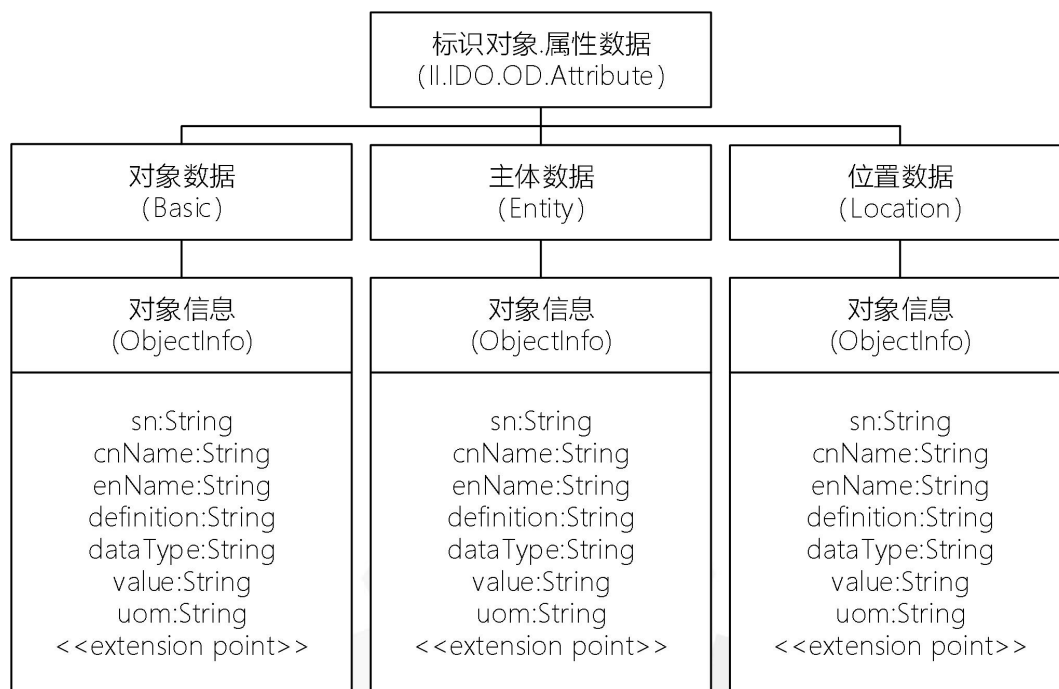 标识对象.属性数据
(II.IDO.OD.Attribute)
对象数据
(Basic)
主体数据
(Entity)
位置数据
(Location)
对象信息
(ObjectInfo)
sn:String
cnName:String
enName:String
definition:String
dataType:String
value:String
uom:String
<<extension point>>
对象信息
(ObjectInfo)
sn:String
cnName:String
enName:String
definition:String
dataType:String
value:String
uom:String
<<extension point>>
对象信息
(ObjectInfo)
sn:String
cnName:String
enName:String
definition:String
dataType:String
value:String
uom:String
<<extension point>>